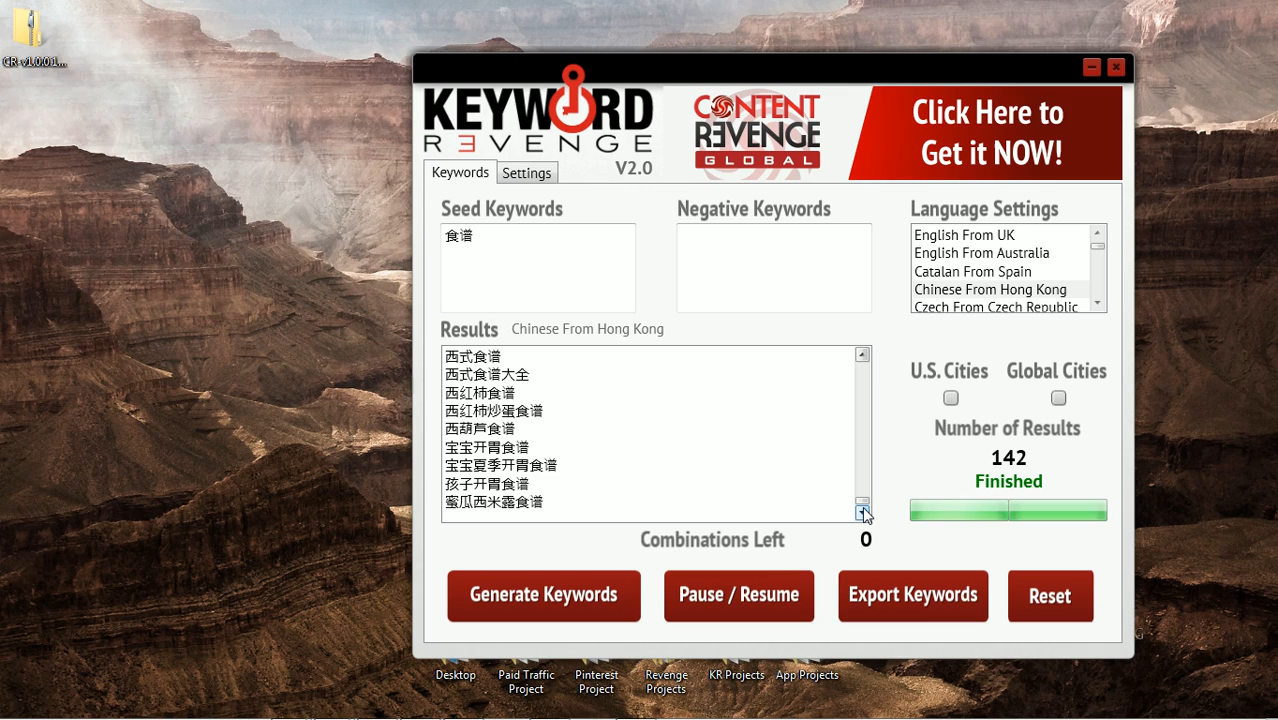 CR-v1.0.0.1...
KEYWORD
REVENGE
V2.0
CONTENT
REVENGE
GLOBAL
Click Here to
Get it NOW!
Keywords
Settings
Seed Keywords
食谱
Negative Keywords
Language Settings
English From UK
English From Australia
Catalan From Spain
Chinese From Hong Kong
Czech From Czech Republic
Results
Chinese From Hong Kong
西式食谱
西式食谱大全
西红柿食谱
西红柿炒蛋食谱
西葫芦食谱
宝宝开胃食谱
宝宝夏季开胃食谱
孩子开胃食谱
蜜瓜西米露食谱
U.S. Cities
Global Cities
Number of Results
142
Finished
Combinations Left
0
Generate Keywords
Pause / Resume
Export Keywords
Reset
Desktop
Paid Traffic
Project
Pinterest
Project
Revenge
Projects
KR Projects
App Projects